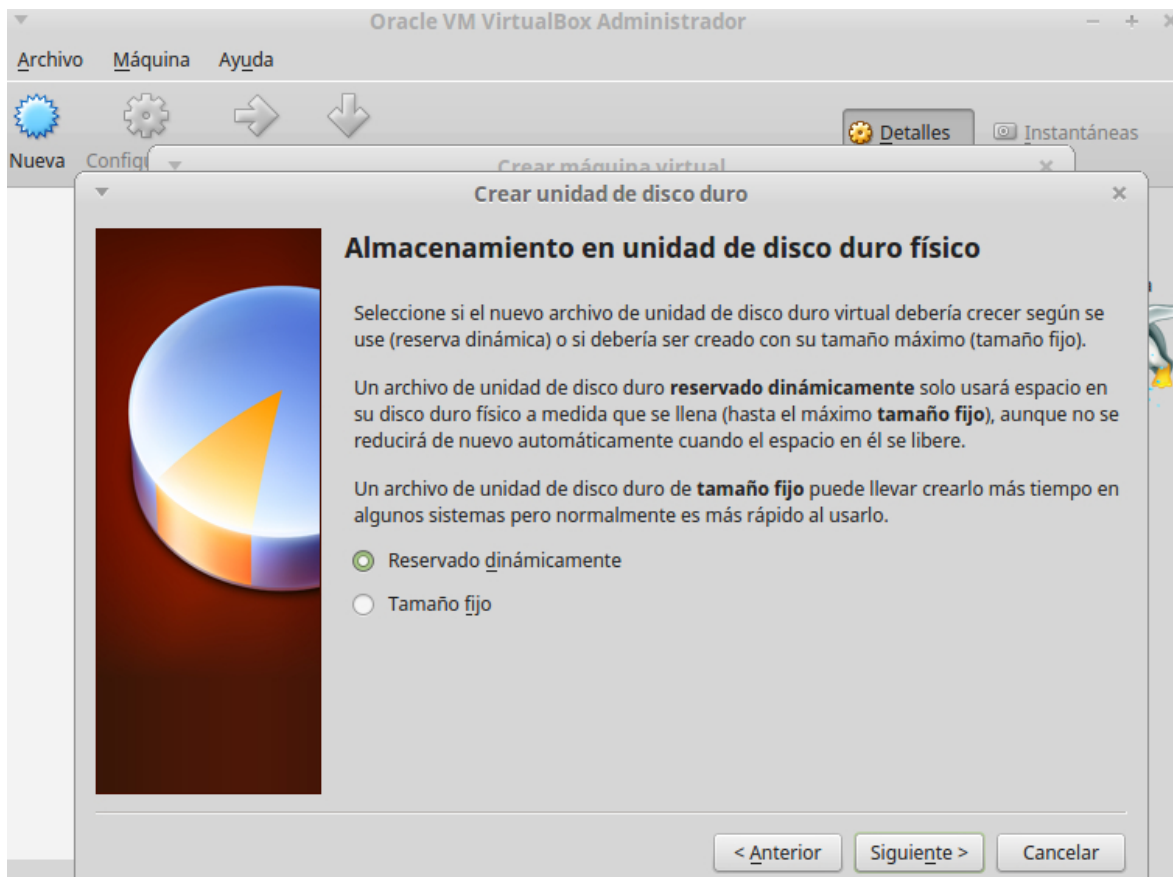 Oracle VM VirtualBox Administrador
Archivo Máquina Ayuda
Detalles Instantáneas
Nueva
Crear máquina virtual
Crear unidad de disco duro
Almacenamiento en unidad de disco duro físico
Seleccione si el nuevo archivo de unidad de disco duro virtual debería crecer según se
use (reserva dinámica) o si debería ser creado con su tamaño máximo (tamaño fijo).
Un archivo de unidad de disco duro reservado dinámicamente solo usará espacio en
su disco duro físico a medida que se llena (hasta el máximo tamaño fijo), aunque no se
reducirá de nuevo automáticamente cuando el espacio en él se libere.
Un archivo de unidad de disco duro de tamaño fijo puede llevar crearlo más tiempo en
algunos sistemas pero normalmente es más rápido al usarlo.
Reservado dinámicamente
Tamaño fijo
< Anterior Siguiente > Cancelar